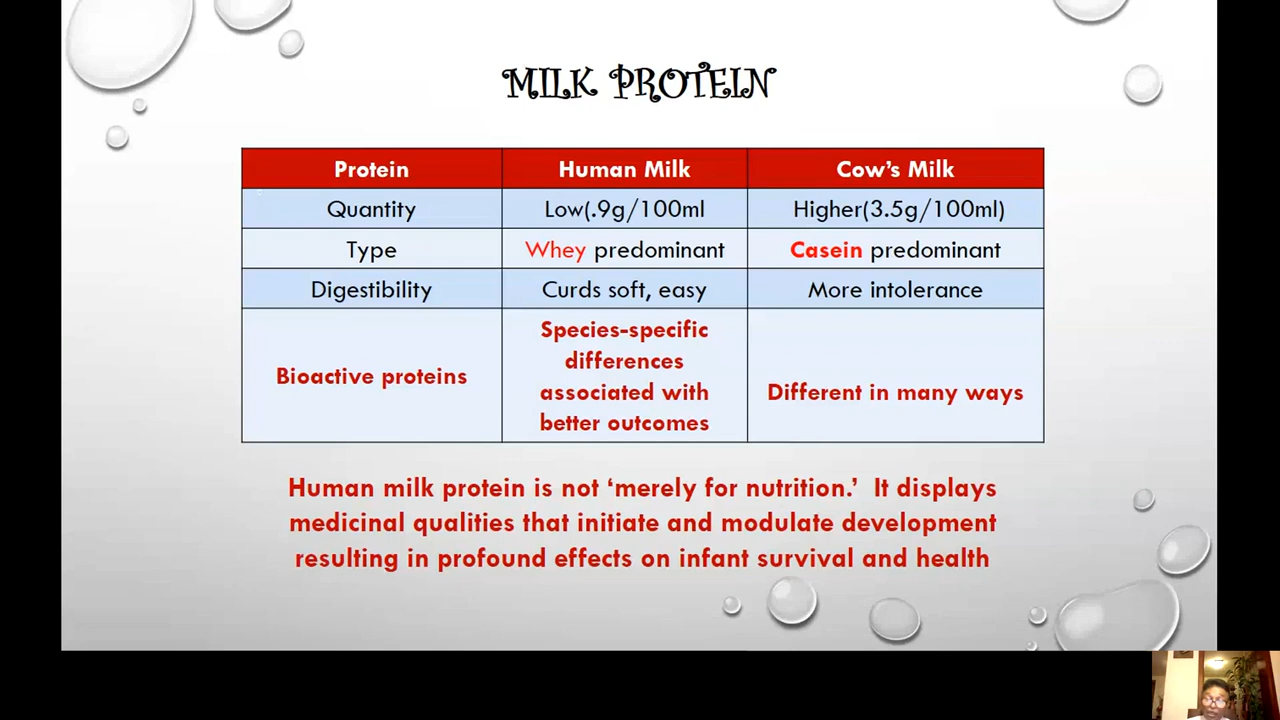 MILK PROTEIN
Protein Human Milk Cow's Milk
Quantity Low(.9g/100ml Higher(3.5g/100ml)
Type Whey predominant Casein predominant
Digestibility Curds soft, easy More intolerance
Bioactive proteins
Species-specific
differences
associated with
better outcomes
Different in many ways
Human milk protein is not ‘merely for nutrition.’ It displays
medicinal qualities that initiate and modulate development
resulting in profound effects on infant survival and health